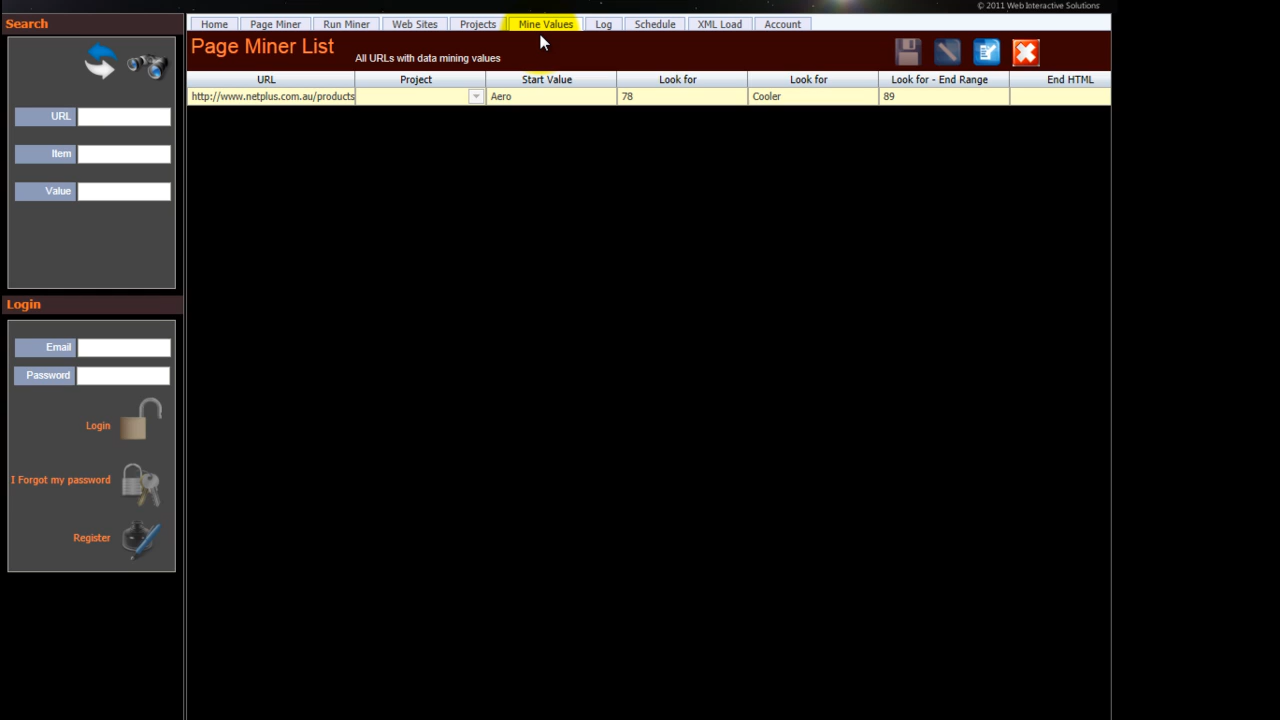 © 2011 Web Interactive Solutions
Search
Home Page Miner Run Miner Web Sites Projects Mine Values Log Schedule XML Load Account
Page Miner List
All URLs with data mining values
URL Project Start Value Look for Look for Look for - End Range End HTML
http://www.netplus.com.au/products Aero 78 Cooler 89
URL
Item
Value
Login
Email
Password
Login
I Forgot my password
Register